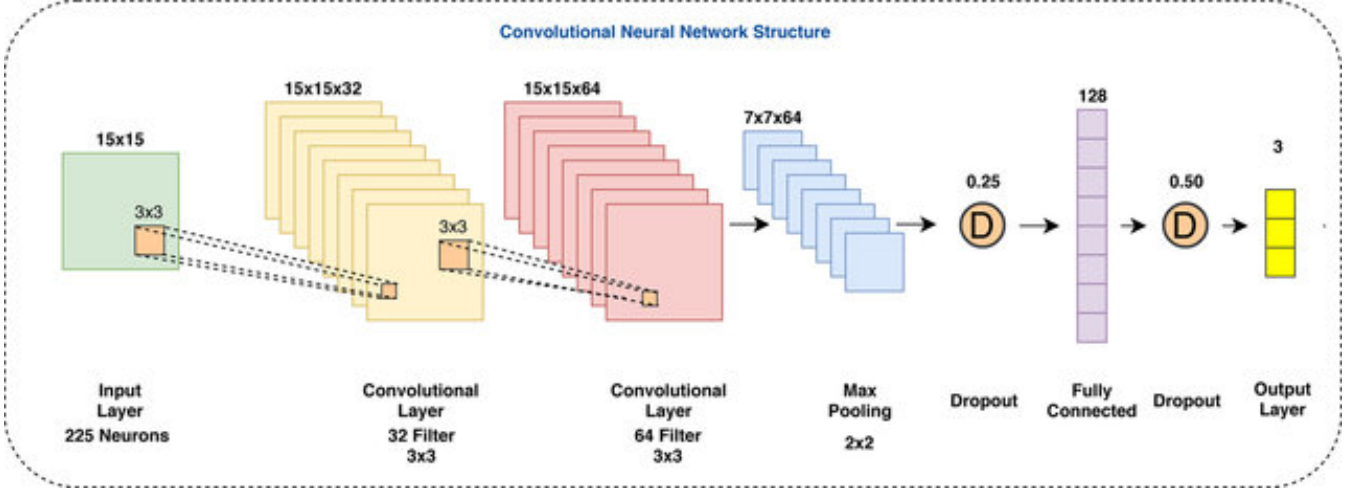 Convolutional Neural Network Structure
15x15
3x3
15x15x32
3x3
15x15x64
7x7x64
0.25
D
128
0.50
D
3
Input
Layer
225 Neurons
Convolutional
Layer
32 Filter
3x3
Convolutional
Layer
64 Filter
3x3
Max
Pooling
2x2
Dropout
Fully
Connected
Dropout
Output
Layer